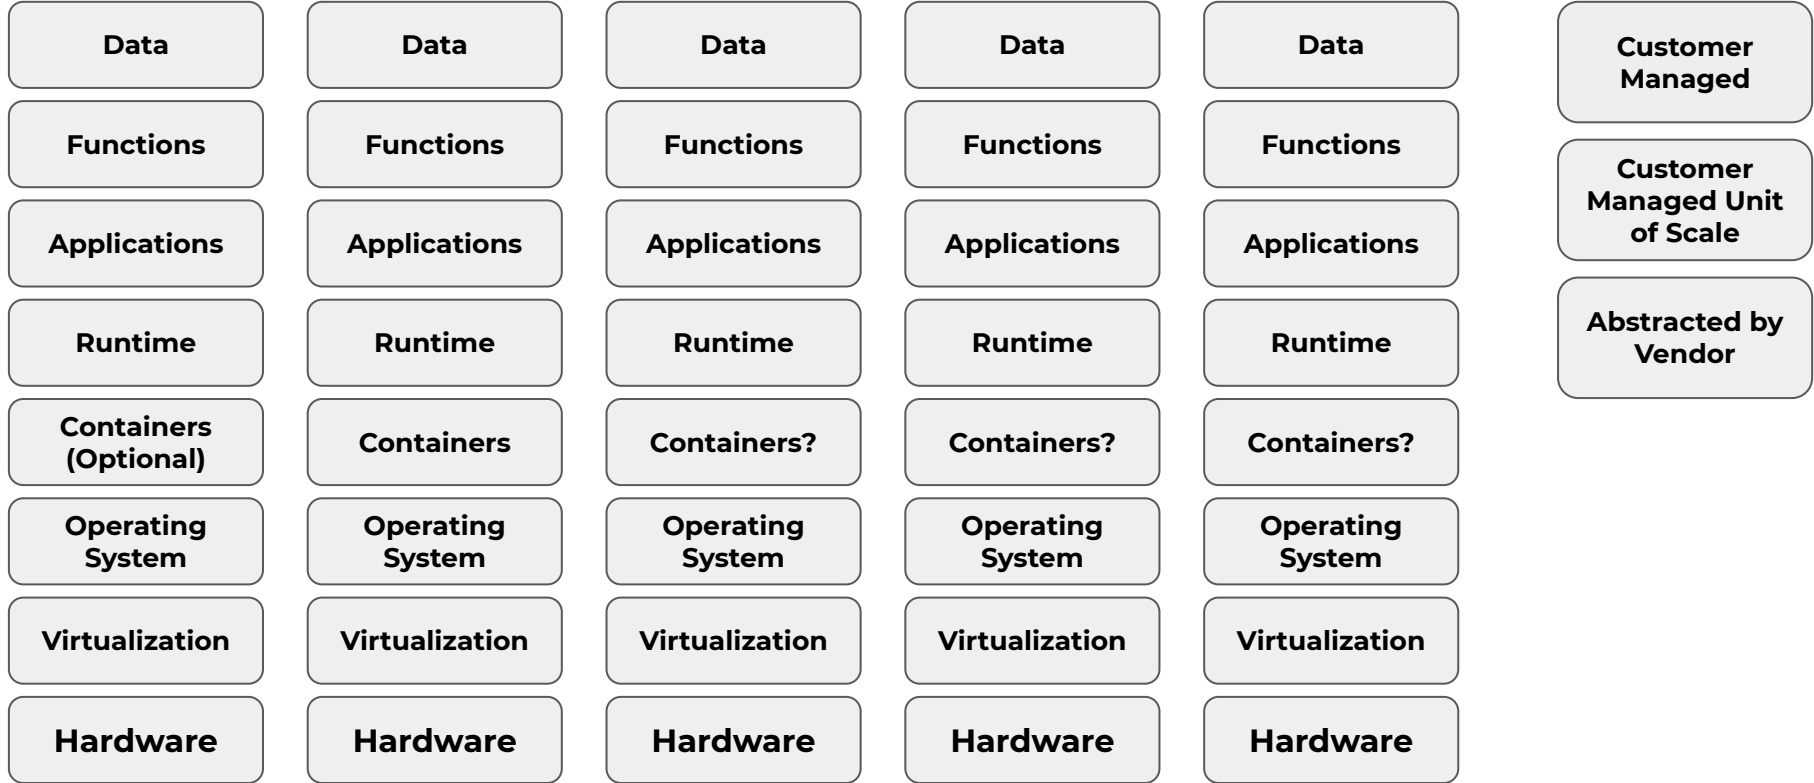 Data
Functions
Applications
Runtime
Containers
(Optional)
Operating
System
Virtualization
Hardware
Data
Functions
Applications
Runtime
Containers
Operating
System
Virtualization
Hardware
Data
Functions
Applications
Runtime
Containers?
Operating
System
Virtualization
Hardware
Data
Functions
Applications
Runtime
Containers?
Operating
System
Virtualization
Hardware
Data
Functions
Applications
Runtime
Containers?
Operating
System
Virtualization
Hardware
Customer
Managed
Customer
Managed Unit
of Scale
Abstracted by
Vendor